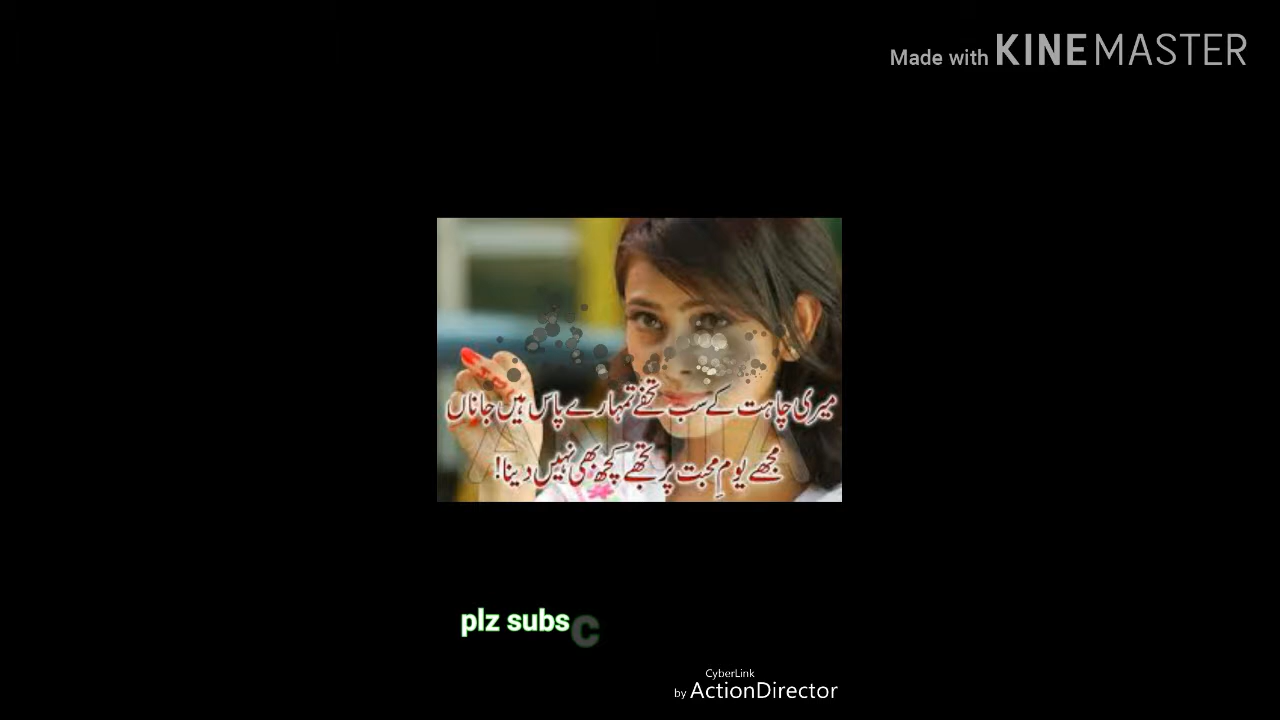 Made with KINEMASTER
میری چاہت کے سب تحفے تمہارے پاس ہیں جاناں
مجھے یومِ محبت پر تجھے کچھ بھی نہیں دینا!
plz subsc
CyberLink
by ActionDirector